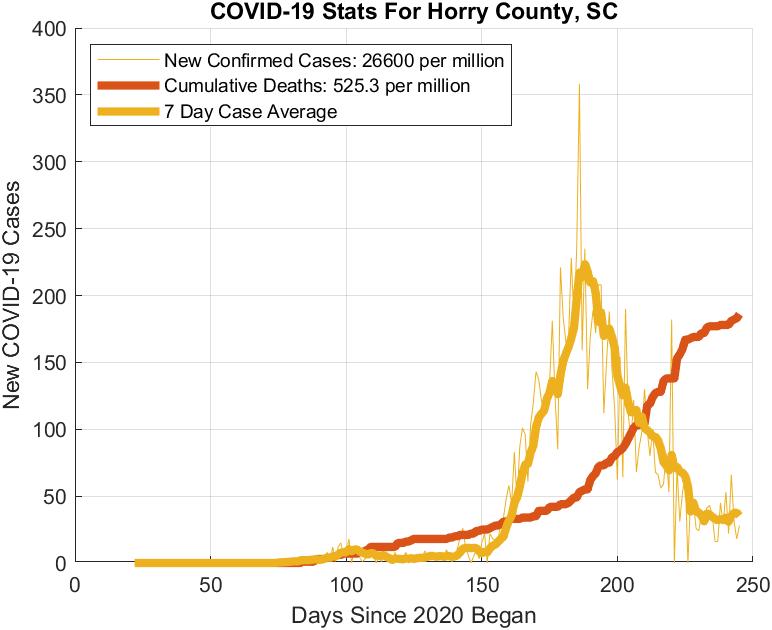 COVID-19 Stats For Horry County, SC
New Confirmed Cases: 26600 per million
Cumulative Deaths: 525.3 per million
7 Day Case Average
New COVID-19 Cases
400
350
300
250
200
150
100
50
0
0 50 100 150 200 250
Days Since 2020 Began